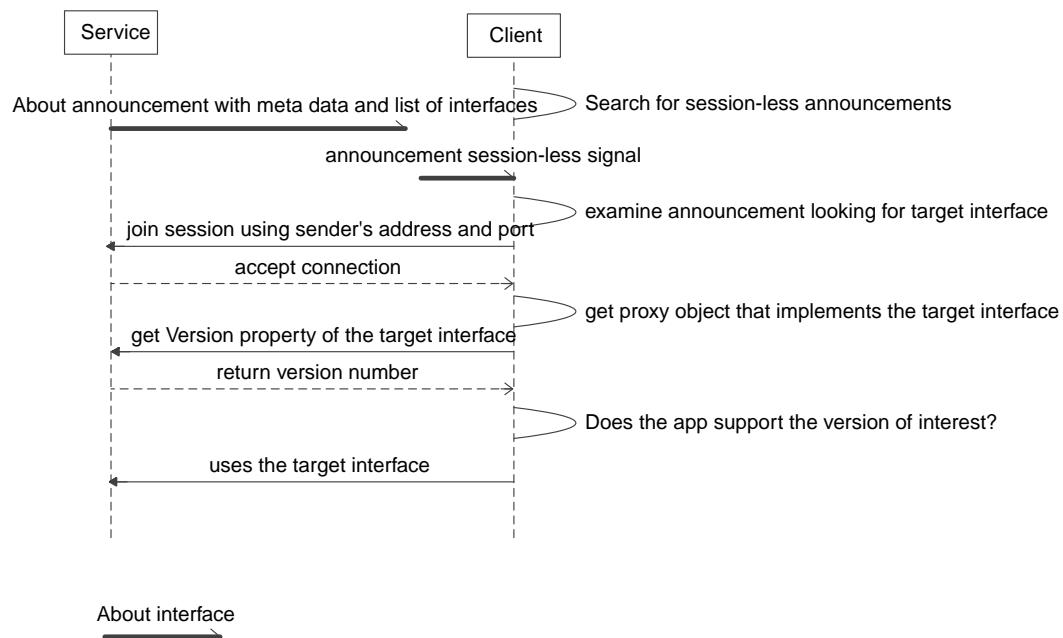 Service
Client
About announcement with meta data and list of interfaces
Search for session-less announcements
announcement session-less signal
examine announcement looking for target interface
join session using sender's address and port
accept connection
get proxy object that implements the target interface
get Version property of the target interface
return version number
Does the app support the version of interest?
uses the target interface
About interface